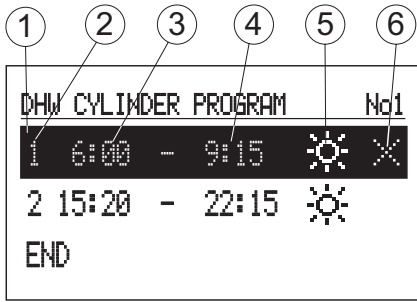 1 2 3 4 5 6
DHW CYLINDER PROGRAM No1
1 6:00 - 9:15
2 15:20 - 22:15
END